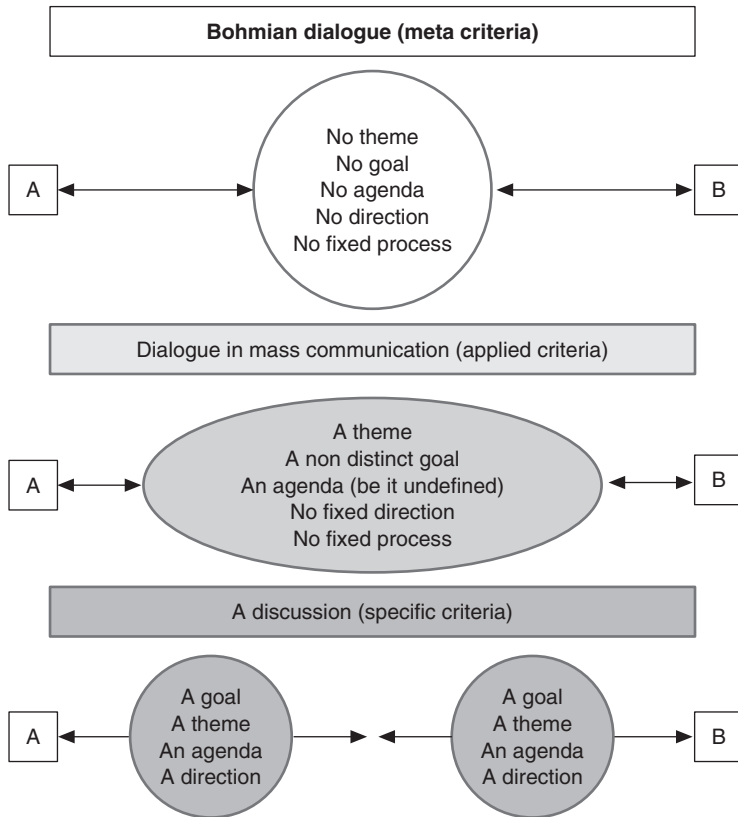 Bohmian dialogue (meta criteria)
No theme
No goal
A
No agenda
B
No direction
No fixed process
Dialogue in mass communication (applied criteria)
A theme
A non distinct goal
A
An agenda (be it undefined)
B
No fixed direction
No fixed process
A discussion (specific criteria)
A
A goal
A theme
An agenda
A direction
A goal
A theme
An agenda
A direction
B